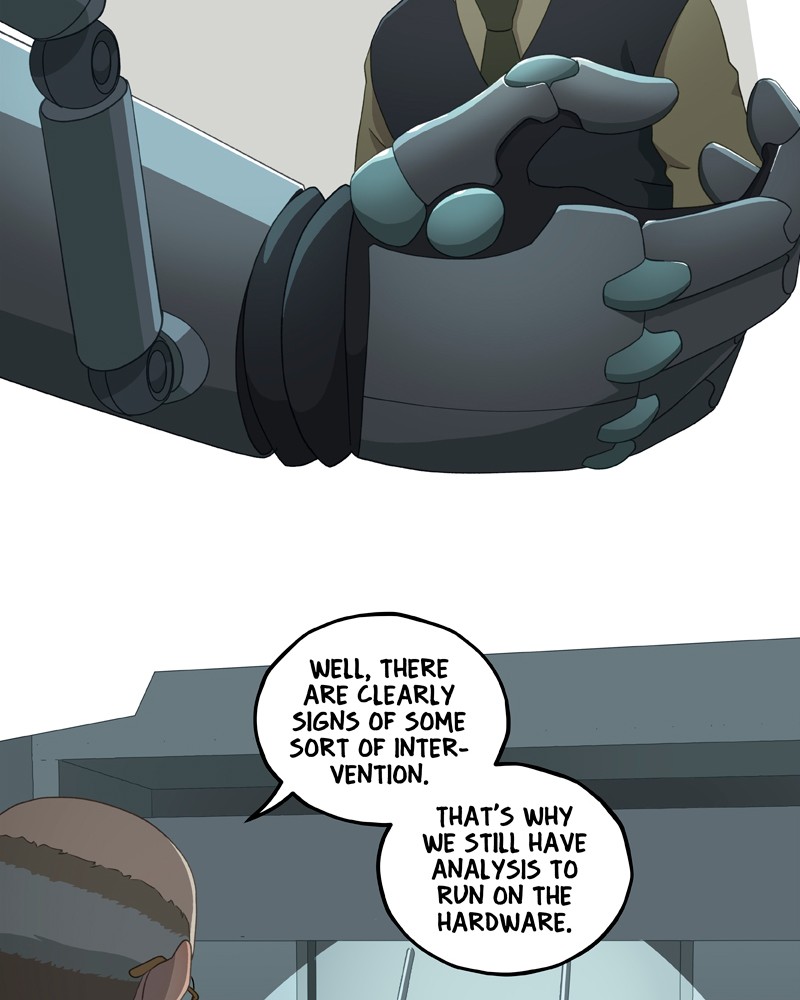 WELL, THERE
ARE CLEARLY
SIGNS OF SOME
SORT OF INTER-
VENTION.
THAT'S WHY
WE STILL HAVE
ANALYSIS TO
RUN ON THE
HARDWARE.